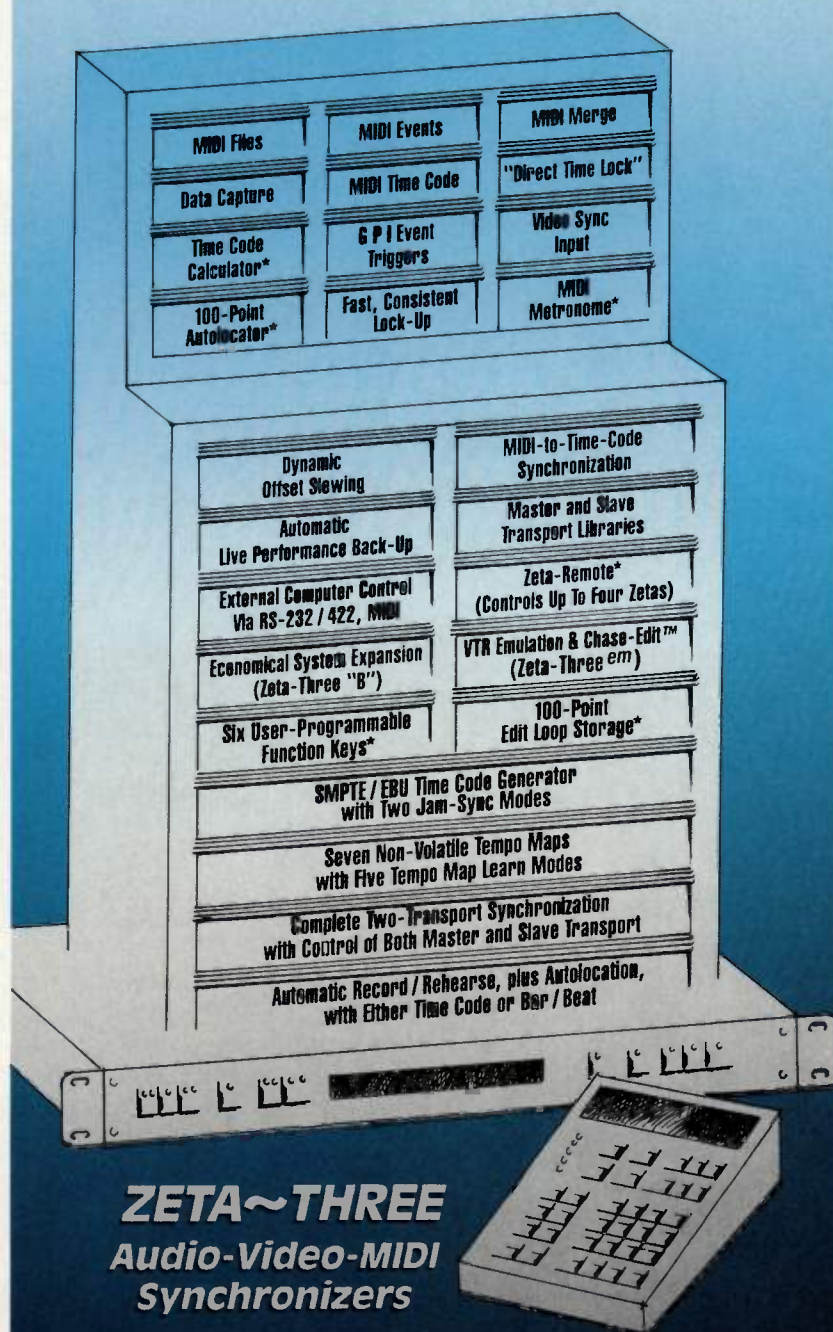 MIDI Files
MIDI Events
MIDI Merge
Data Capture
MIDI Time Code
"Direct Time Lock"
Time Code
Calculator*
G P I Event
Triggers
Video Sync
Input
100-Point
Autolocator*
Fast, Consistent
Lock-Up
MIDI
Metronome*
Dynamic
Offset Slewing
MIDI-to-Time-Code
Synchronization
Automatic
Live Performance Back-Up
Master and Slave
Transport Libraries
External Computer Control
Via RS-232 / 422, MIDI
Zeta-Remote*
(Controls Up To Four Zetas)
Economical System Expansion
(Zeta-Three "B")
VTR Emulation & Chase-Edit™
(Zeta-Three em)
Six User-Programmable
Function Keys*
100-Point
Edit Loop Storage*
SMPTE / EBU Time Code Generator
with Two Jam-Sync Modes
Seven Non-Volatile Tempo Maps
with Five Tempo Map Learn Modes
Complete Two-Transport Synchronization
with Control of Both Master and Slave Transport
Automatic Record / Rehearse, plus Autolocation,
with Either Time Code or Bar / Beat
ZETA~THREE
Audio-Video-MIDI
Synchronizers